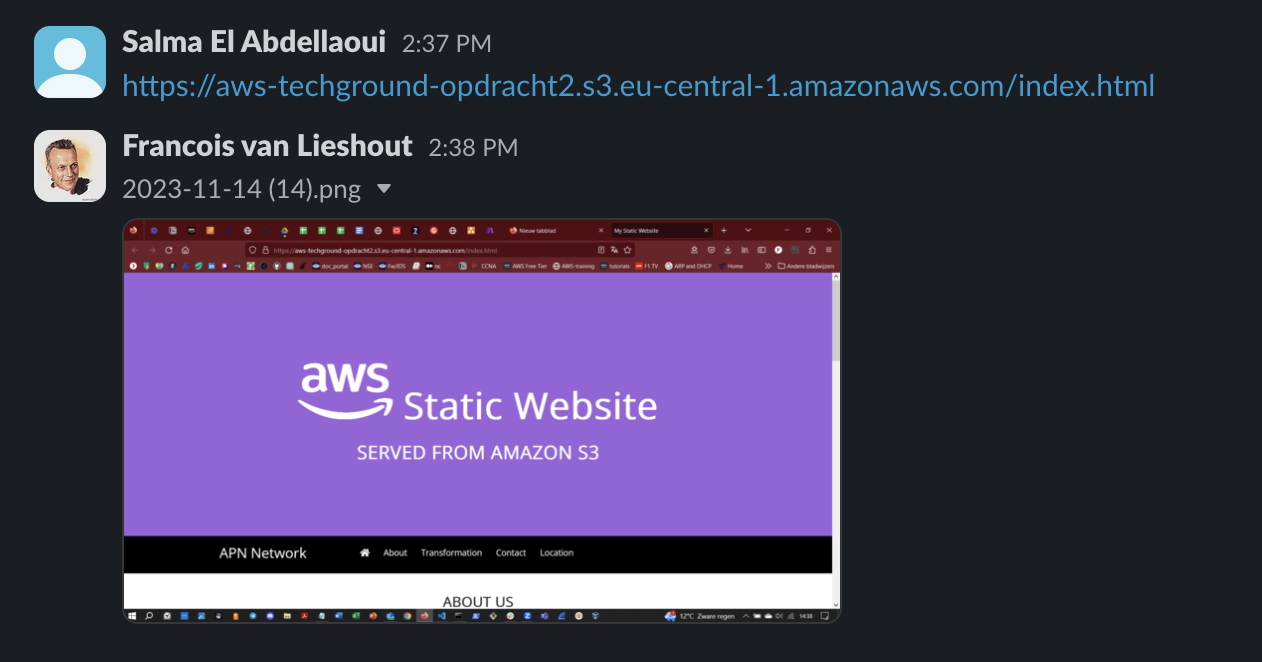 Salma El Abdellaoui 2:37 PM
https://aws-techground-opdracht2.s3.eu-central-1.amazonaws.com/index.html
Francois van Lieshout 2:38 PM
2023-11-14 (14).png
Nieuw tabblad
My Static Website
https://aws-techground-opdracht2.s3.eu-central-1.amazonaws.com/index.html
doc_portal NSE CCNA AWS Free Tier AWS-training tutorials F1 TV ARP and DHCP Home Andere bladwijzers
aws Static Website
SERVED FROM AMAZON S3
APN Network About Transformation Contact Location
ABOUT US
12°C Zware regen 14:38